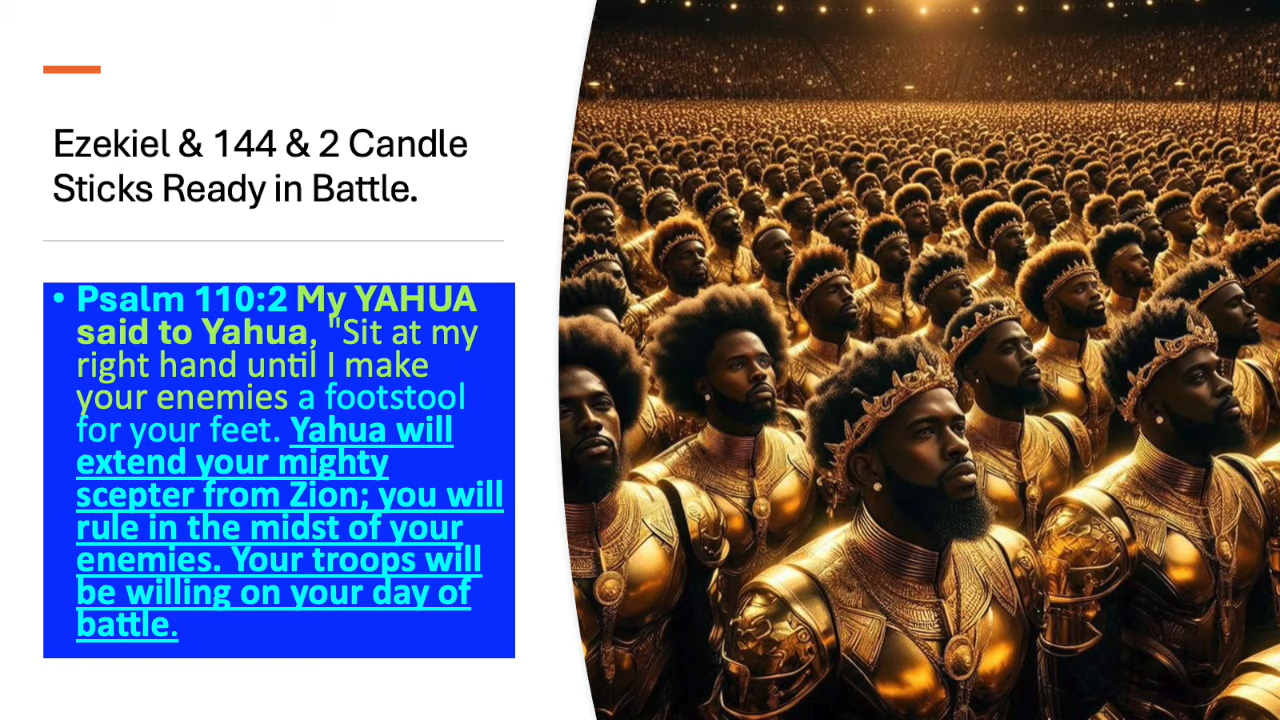 Ezekiel & 144 & 2 Candle
Sticks Ready in Battle.
• Psalm 110:2 My YAHUA
said to Yahua, "Sit at my
right hand until I make
your enemies a footstool
for your feet. Yahua will
extend your mighty
scepter from Zion; you will
rule in the midst of your
enemies. Your troops will
be willing on your day of
battle.